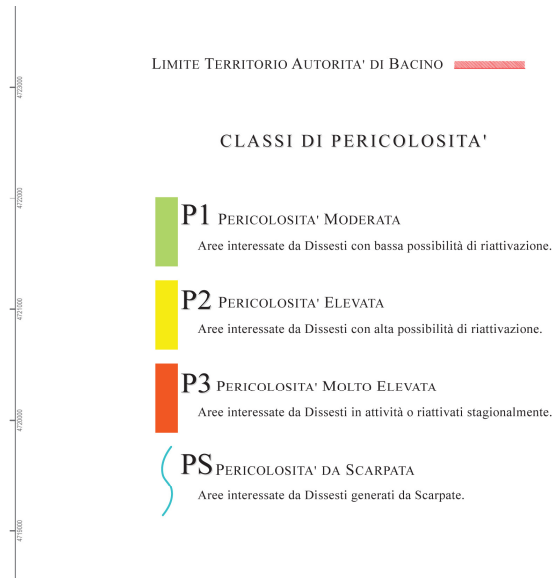 LIMITE TERRITORIO AUTORITA' DI BACINO
CLASSI DI PERICOLOSITA'
P1 PERICOLOSITA' MODERATA
Aree interessate da Dissesti con bassa possibilità di riattivazione.
P2 PERICOLOSITA' ELEVATA
Aree interessate da Dissesti con alta possibilità di riattivazione.
P3 PERICOLOSITA' MOLTO ELEVATA
Aree interessate da Dissesti in attività o riattivati stagionalmente.
PS PERICOLOSITA' DA SCARPATA
Aree interessate da Dissesti generati da Scarpate.
4723000
4722000
4721000
4720000
4719000